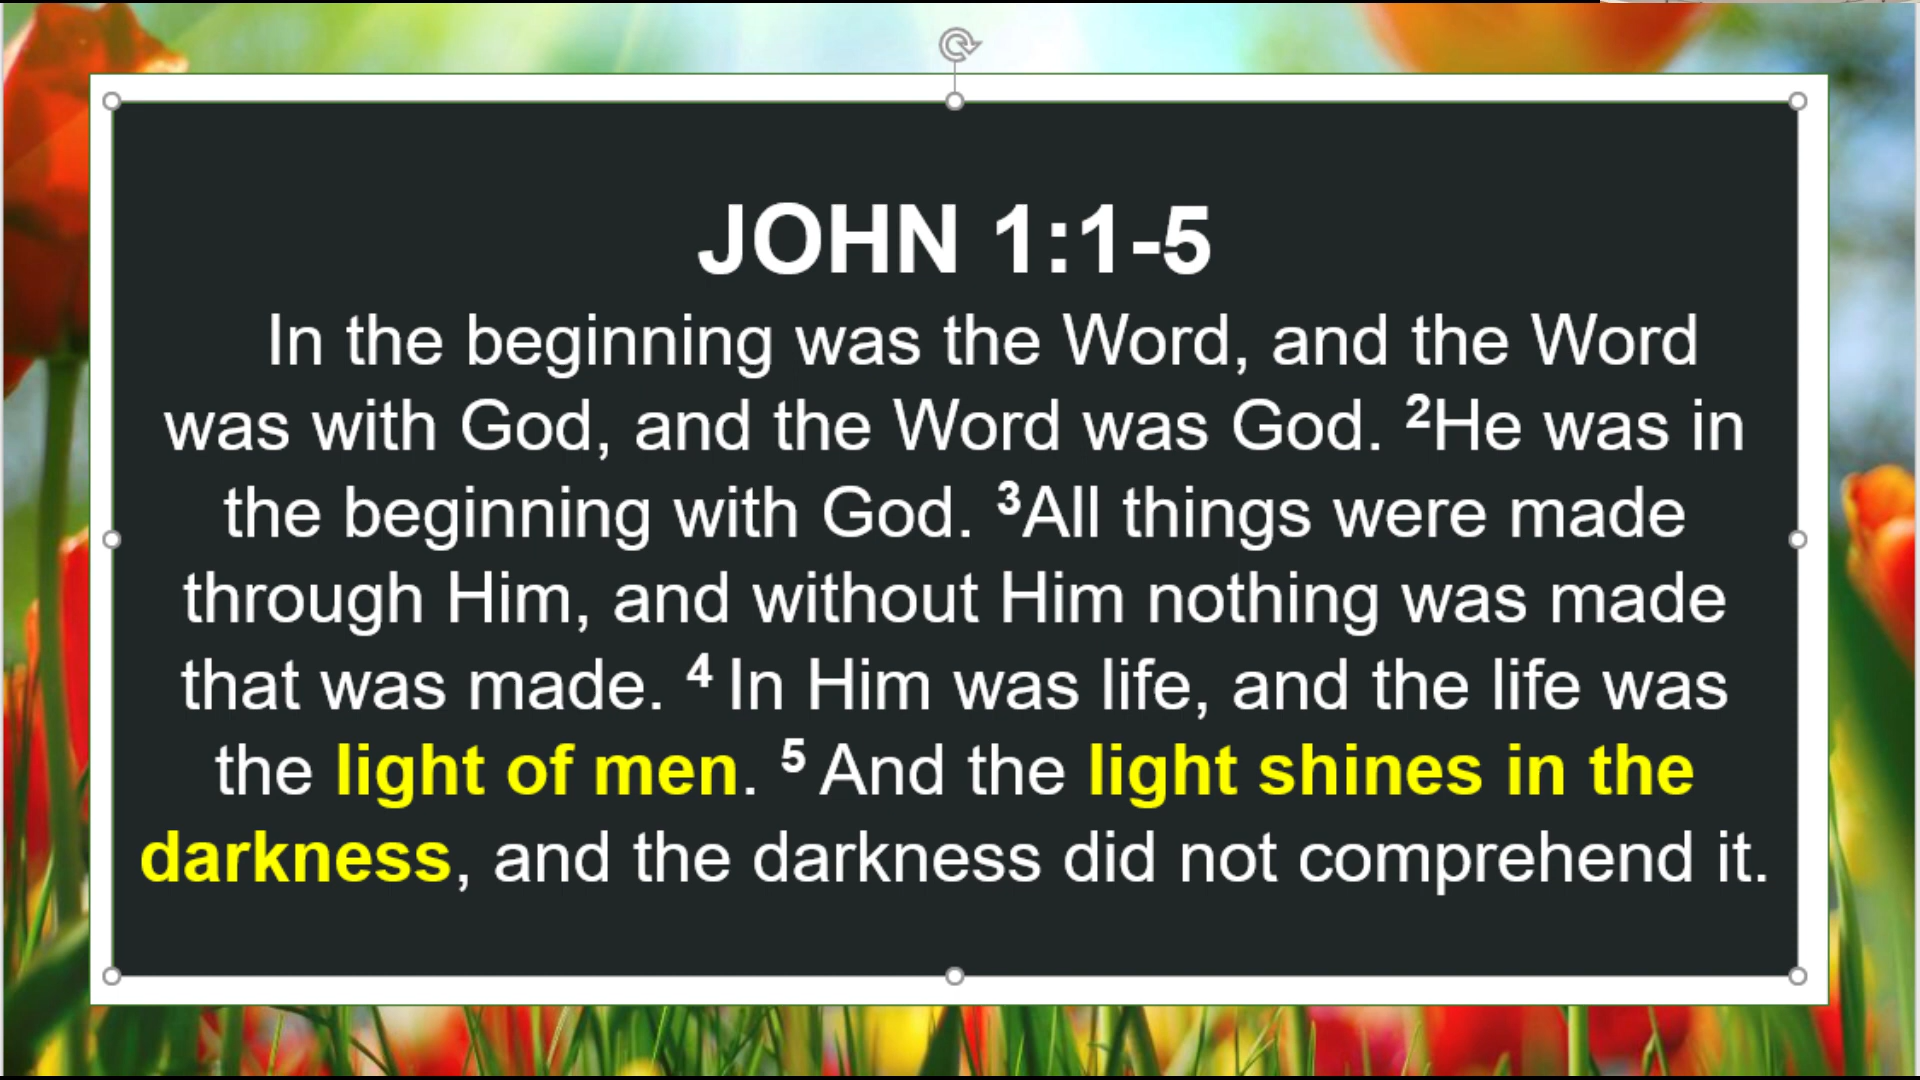 JOHN 1:1-5
In the beginning was the Word, and the Word
was with God, and the Word was God. ²He was in
the beginning with God. ³All things were made
through Him, and without Him nothing was made
that was made. ⁴ In Him was life, and the life was
the light of men. ⁵ And the light shines in the
darkness, and the darkness did not comprehend it.